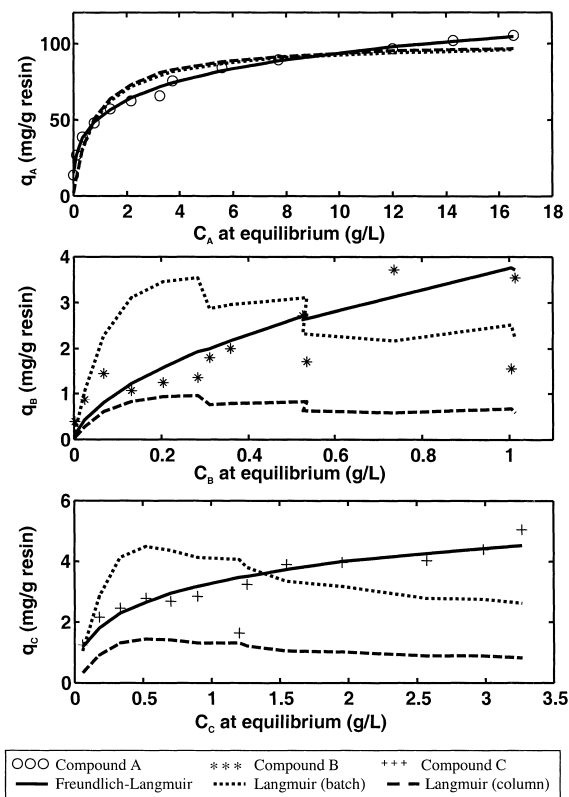 100
50
0
q_A (mg/g resin)
0 2 4 6 8 10 12 14 16 18
C_A at equilibrium (g/L)
4
3
2
1
0
q_B (mg/g resin)
0 0.2 0.4 0.6 0.8 1
C_B at equilibrium (g/L)
6
4
2
0
q_C (mg/g resin)
0 0.5 1 1.5 2 2.5 3 3.5
C_C at equilibrium (g/L)
Compound A Compound B Compound C
Freundlich-Langmuir Langmuir (batch) Langmuir (column)